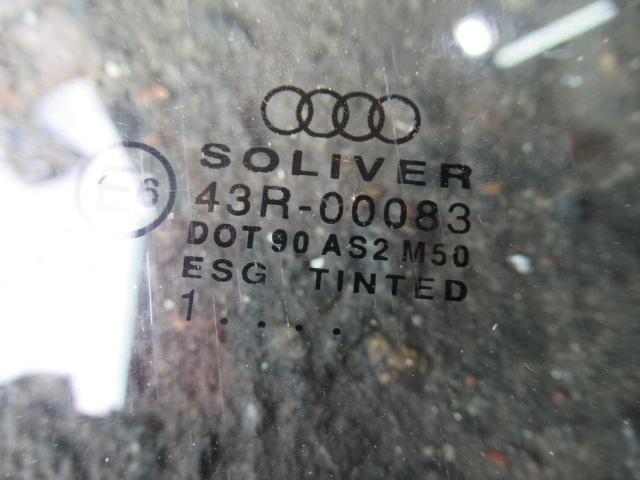 SOLIVER
E6
43R-00083
DOT 90 AS2 M50
ESG TINTED
1....